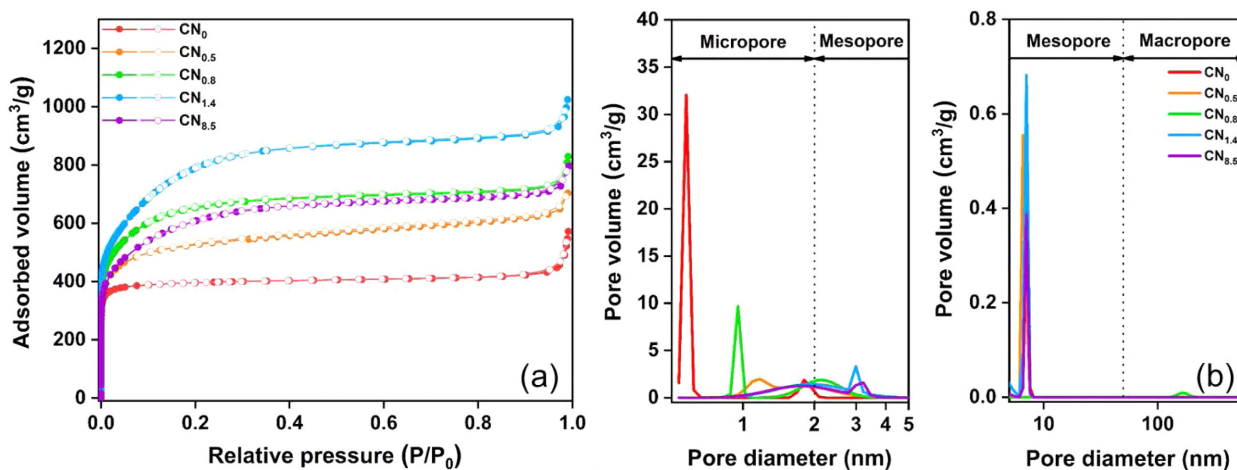 1200
1000
800
600
400
200
0
Adsorbed volume (cm³/g)
CN₀
CN₀.₅
CN₀.₈
CN₁.₄
CN₈.₅
(a)
0.0 0.2 0.4 0.6 0.8 1.0
Relative pressure (P/P₀)
40
35
30
25
20
15
10
5
0
Pore volume (cm³/g)
Micropore Mesopore
1 2 3 4 5
Pore diameter (nm)
0.8
0.6
0.4
0.2
0.0
Pore volume (cm³/g)
Mesopore Macropore
CN₀
CN₀.₅
CN₀.₈
CN₁.₄
CN₈.₅
(b)
10 100
Pore diameter (nm)